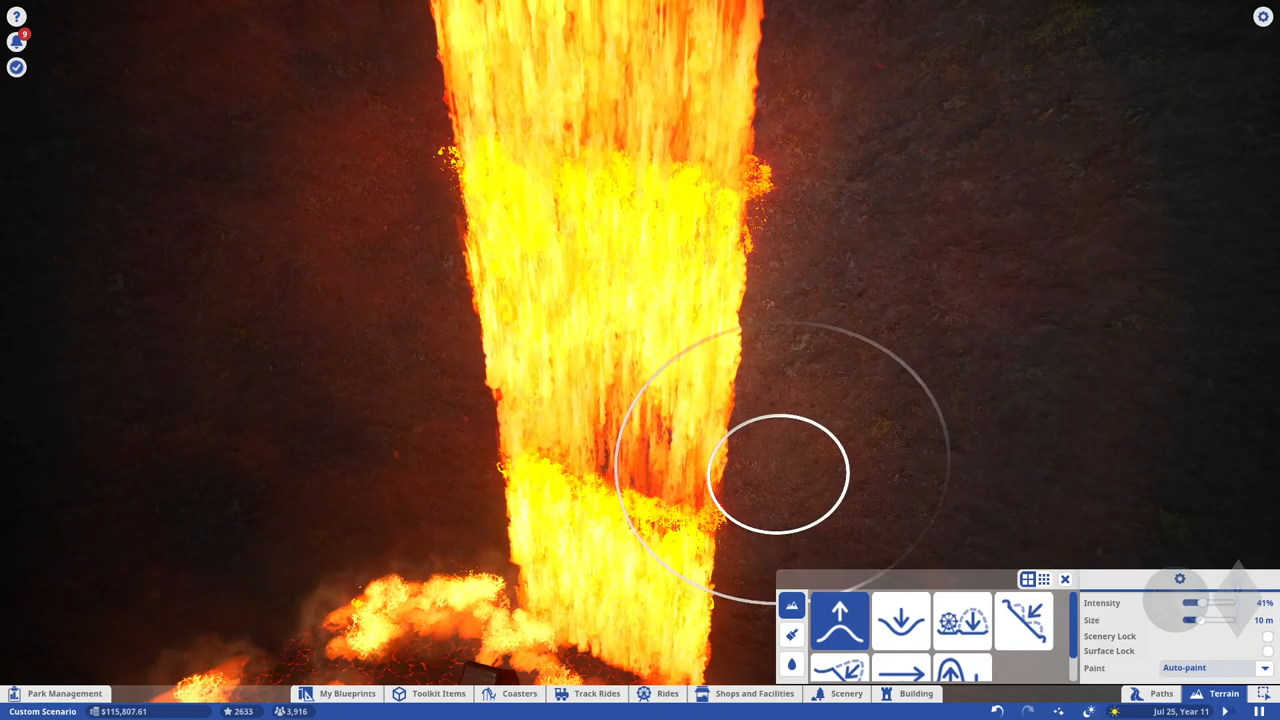 ?
9
Intensity 41%
Size 10 m
Scenery Lock
Surface Lock
Paint Auto-paint
Park Management My Blueprints Toolkit Items Coasters Track Rides Rides Shops and Facilities Scenery Building Paths Terrain
Custom Scenario $115,807.61 2633 3,916 Jul 25, Year 11